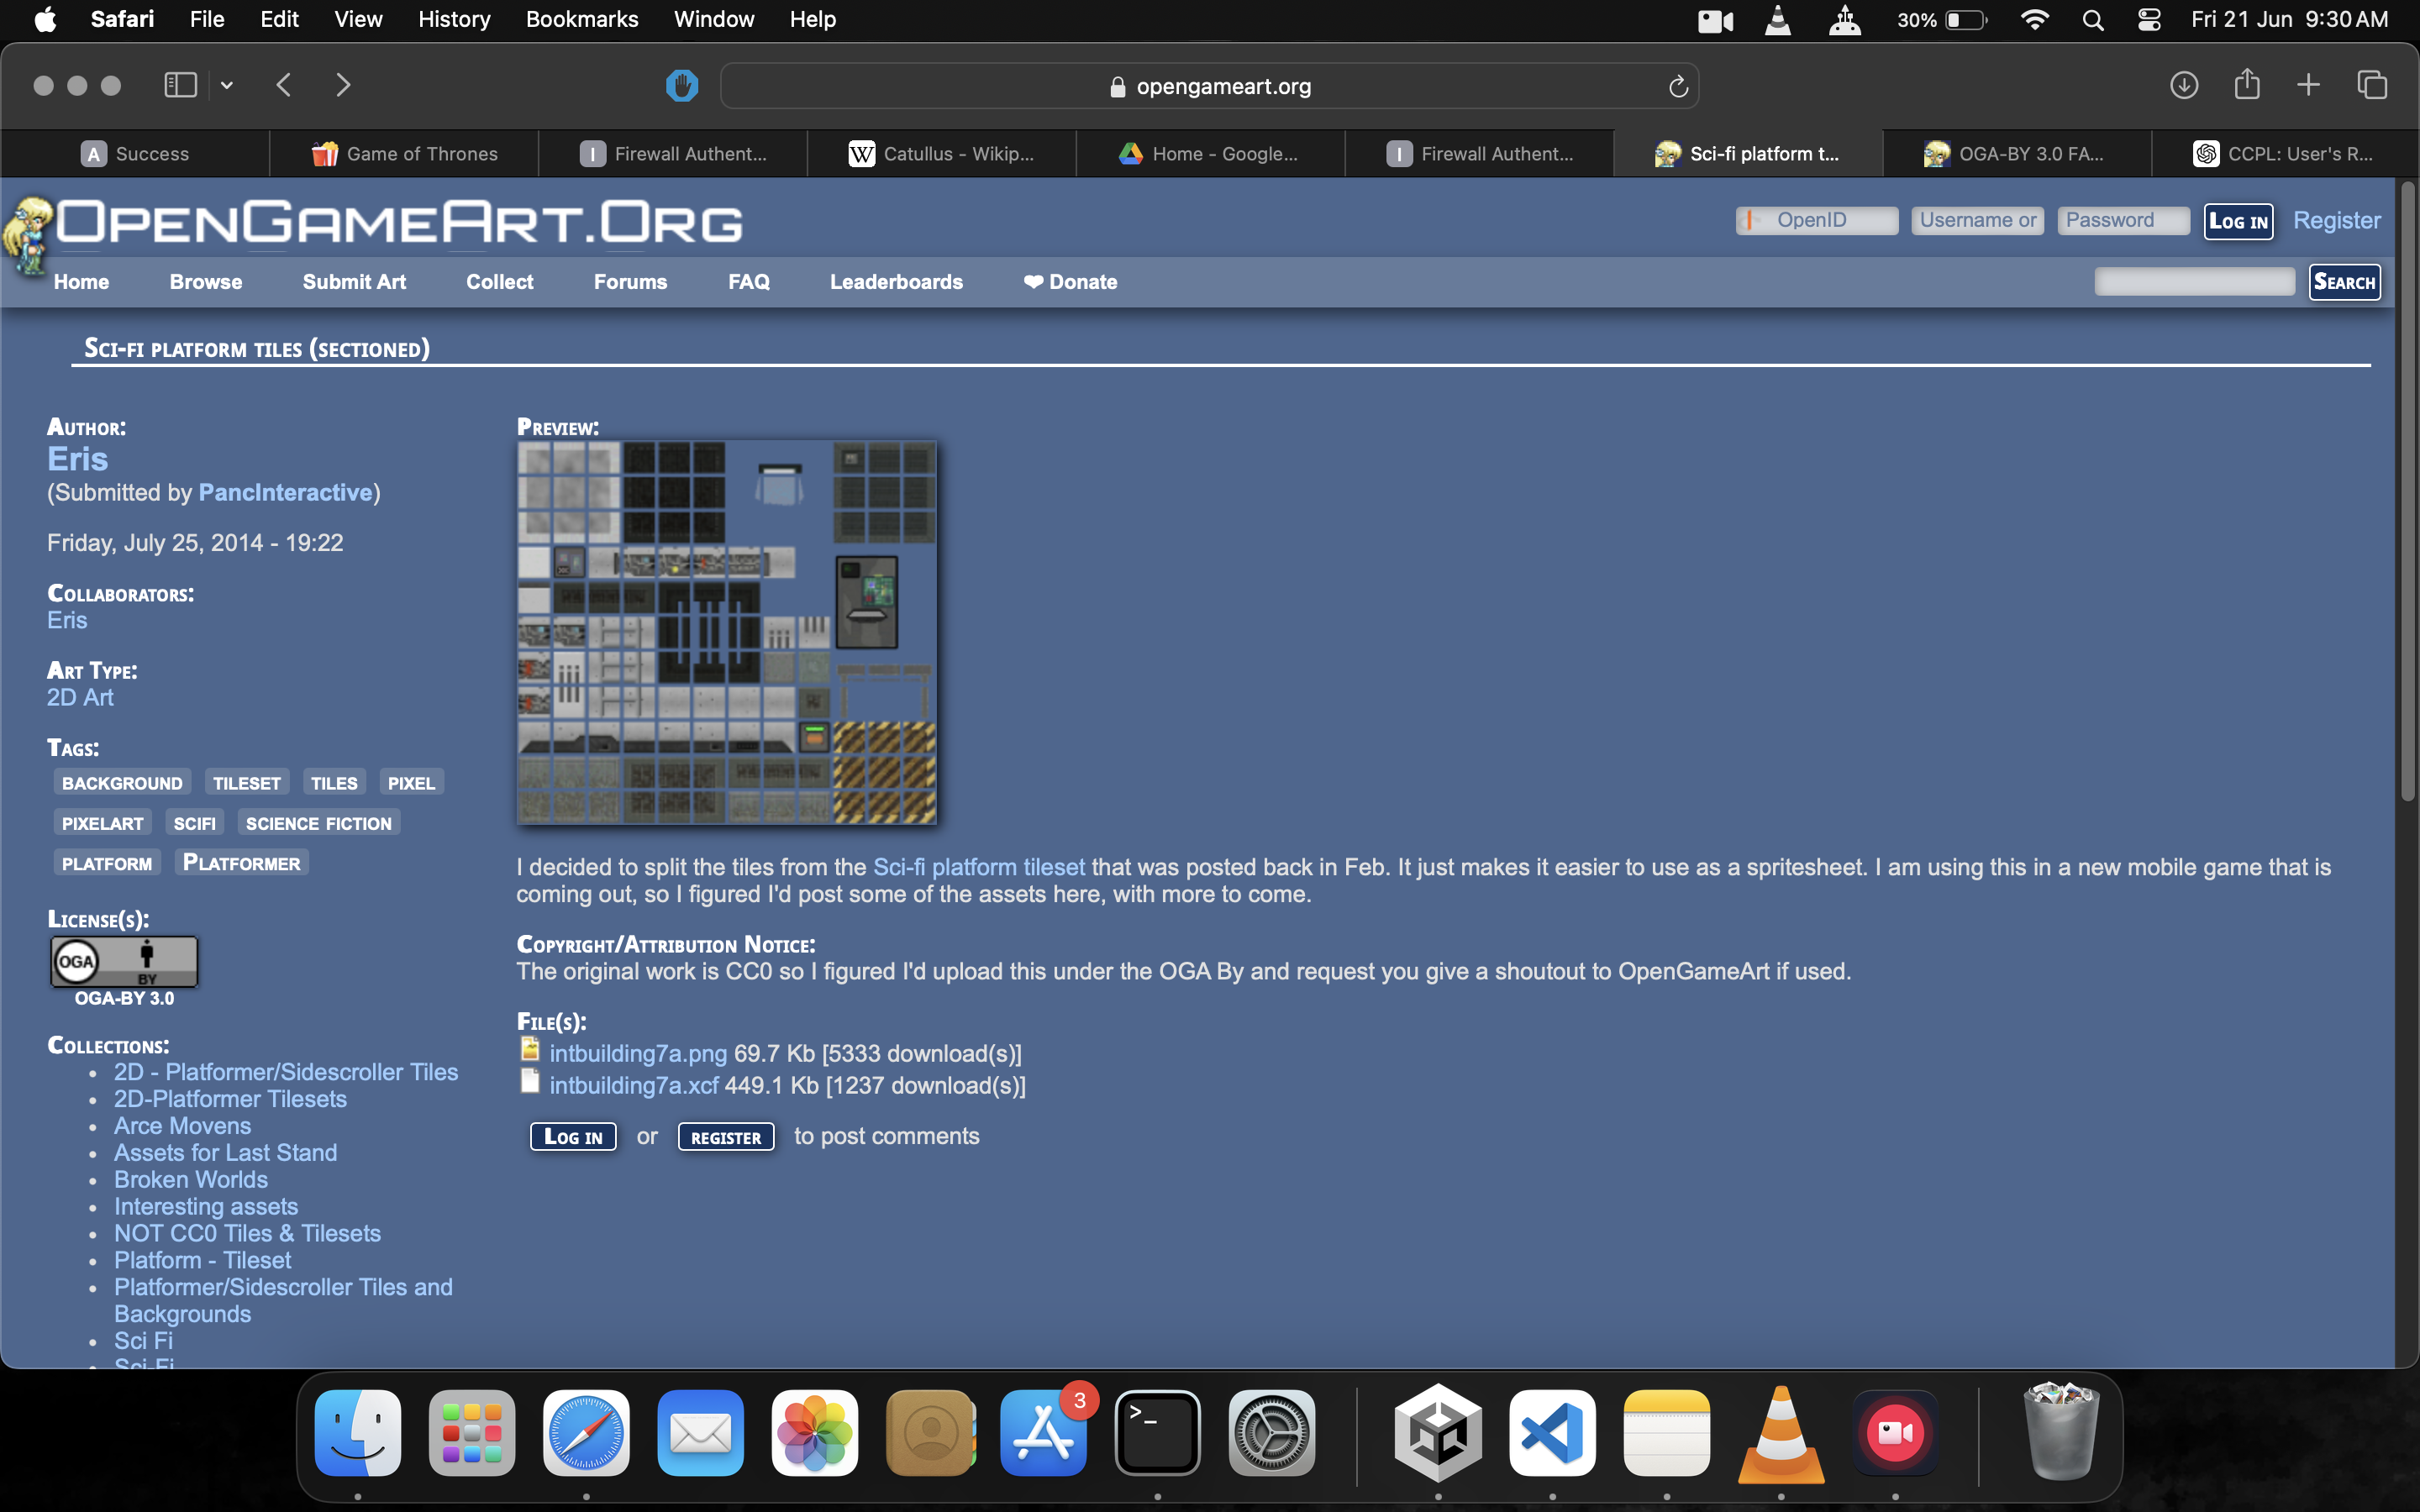 Safari File Edit View History Bookmarks Window Help 30% Fri 21 Jun 9:30 AM
opengameart.org
A Success Game of Thrones I Firewall Authent... W Catullus - Wikip... Home - Google... I Firewall Authent... Sci-fi platform t... OGA-BY 3.0 FA... CCPL: User's R...
OpenGameArt.Org OpenID Username or Password Log in Register
Home Browse Submit Art Collect Forums FAQ Leaderboards ❤ Donate Search
Sci-fi platform tiles (sectioned)
Author:
Eris
(Submitted by PancInteractive)
Friday, July 25, 2014 - 19:22
Collaborators:
Eris
Art Type:
2D Art
Tags:
background tileset tiles pixel
pixelart scifi science fiction
platform Platformer
License(s):
OGA BY
OGA-BY 3.0
Collections:
• 2D - Platformer/Sidescroller Tiles
• 2D-Platformer Tilesets
• Arce Movens
• Assets for Last Stand
• Broken Worlds
• Interesting assets
• NOT CC0 Tiles & Tilesets
• Platform - Tileset
• Platformer/Sidescroller Tiles and
Backgrounds
• Sci Fi
• Sci-Fi
Preview:
I decided to split the tiles from the Sci-fi platform tileset that was posted back in Feb. It just makes it easier to use as a spritesheet. I am using this in a new mobile game that is
coming out, so I figured I'd post some of the assets here, with more to come.
Copyright/Attribution Notice:
The original work is CC0 so I figured I'd upload this under the OGA By and request you give a shoutout to OpenGameArt if used.
File(s):
intbuilding7a.png 69.7 Kb [5333 download(s)]
intbuilding7a.xcf 449.1 Kb [1237 download(s)]
Log in or register to post comments
3
>_